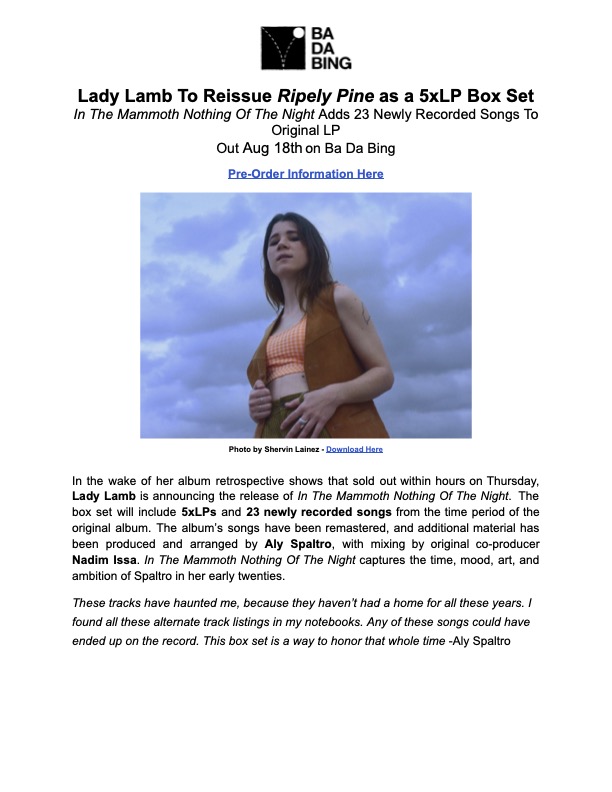 BA
DA
BING
Lady Lamb To Reissue Ripely Pine as a 5xLP Box Set
In The Mammoth Nothing Of The Night Adds 23 Newly Recorded Songs To
Original LP
Out Aug 18th on Ba Da Bing
Pre-Order Information Here
Photo by Shervin Lainez - Download Here
In the wake of her album retrospective shows that sold out within hours on Thursday,
Lady Lamb is announcing the release of In The Mammoth Nothing Of The Night. The
box set will include 5xLPs and 23 newly recorded songs from the time period of the
original album. The album's songs have been remastered, and additional material has
been produced and arranged by Aly Spaltro, with mixing by original co-producer
Nadim Issa. In The Mammoth Nothing Of The Night captures the time, mood, art, and
ambition of Spaltro in her early twenties.
These tracks have haunted me, because they haven't had a home for all these years. I
found all these alternate track listings in my notebooks. Any of these songs could have
ended up on the record. This box set is a way to honor that whole time -Aly Spaltro